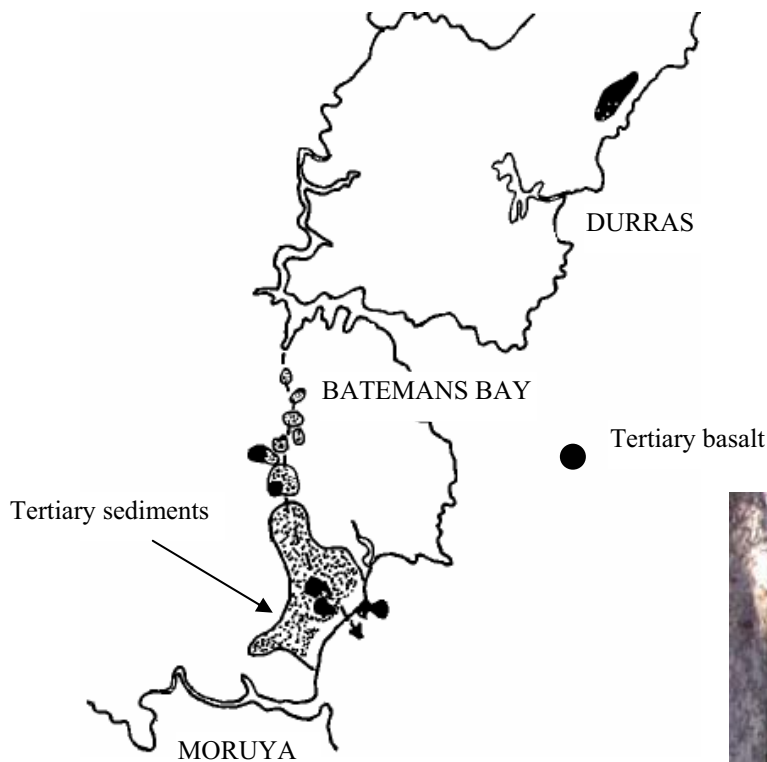 DURRAS
BATEMANS BAY
Tertiary basalt
Tertiary sediments
MORUYA